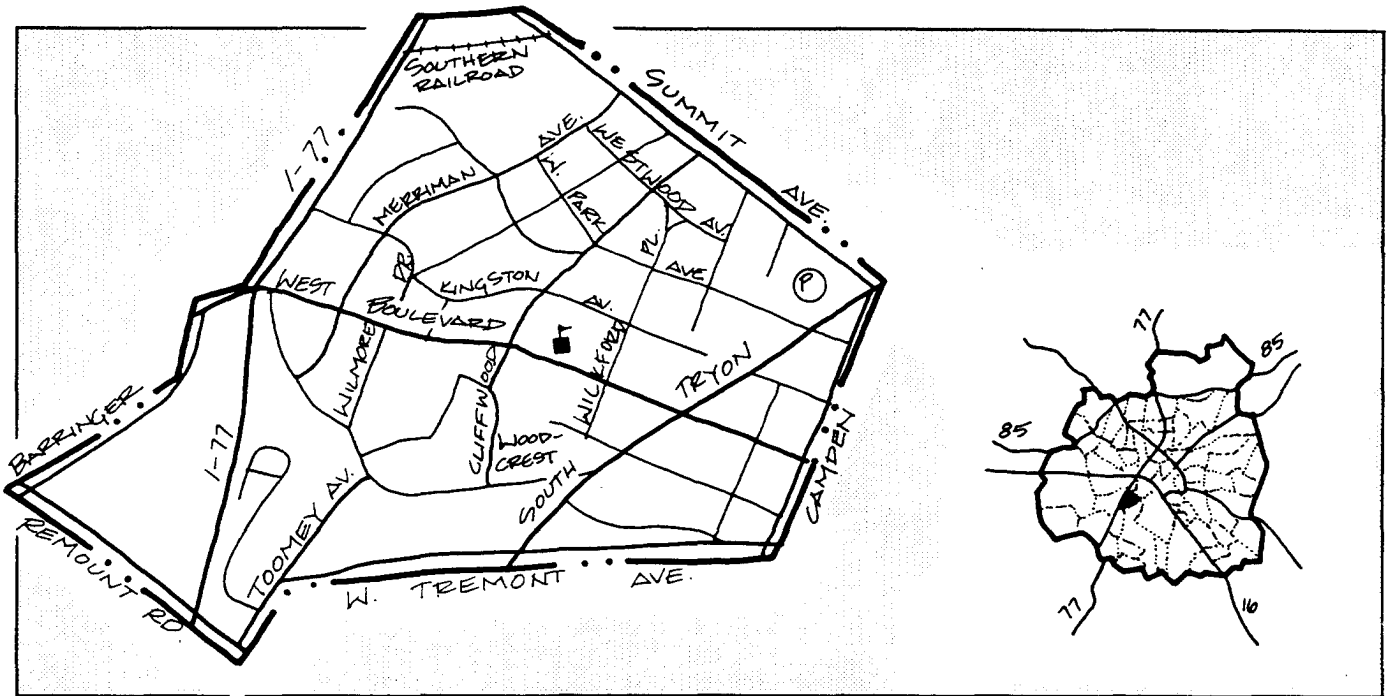 SOUTHERN
RAILROAD
SUMMIT
AVE.
I-77
MERRIMAN
AVE.
WESTWOOD
AV.
W.
PARK
AVE
PL.
WICKFORD
DR.
WILMORE
KINGSTON
AV.
WEST
BOULEVARD
P
SOUTH
TRYON
CLIFFWOOD
WOOD-
CREST
CAMDEN
BARRINGER
I-77
TOOMEY AV.
REMOUNT RD.
W. TREMONT AVE.
77
85
85
77
16